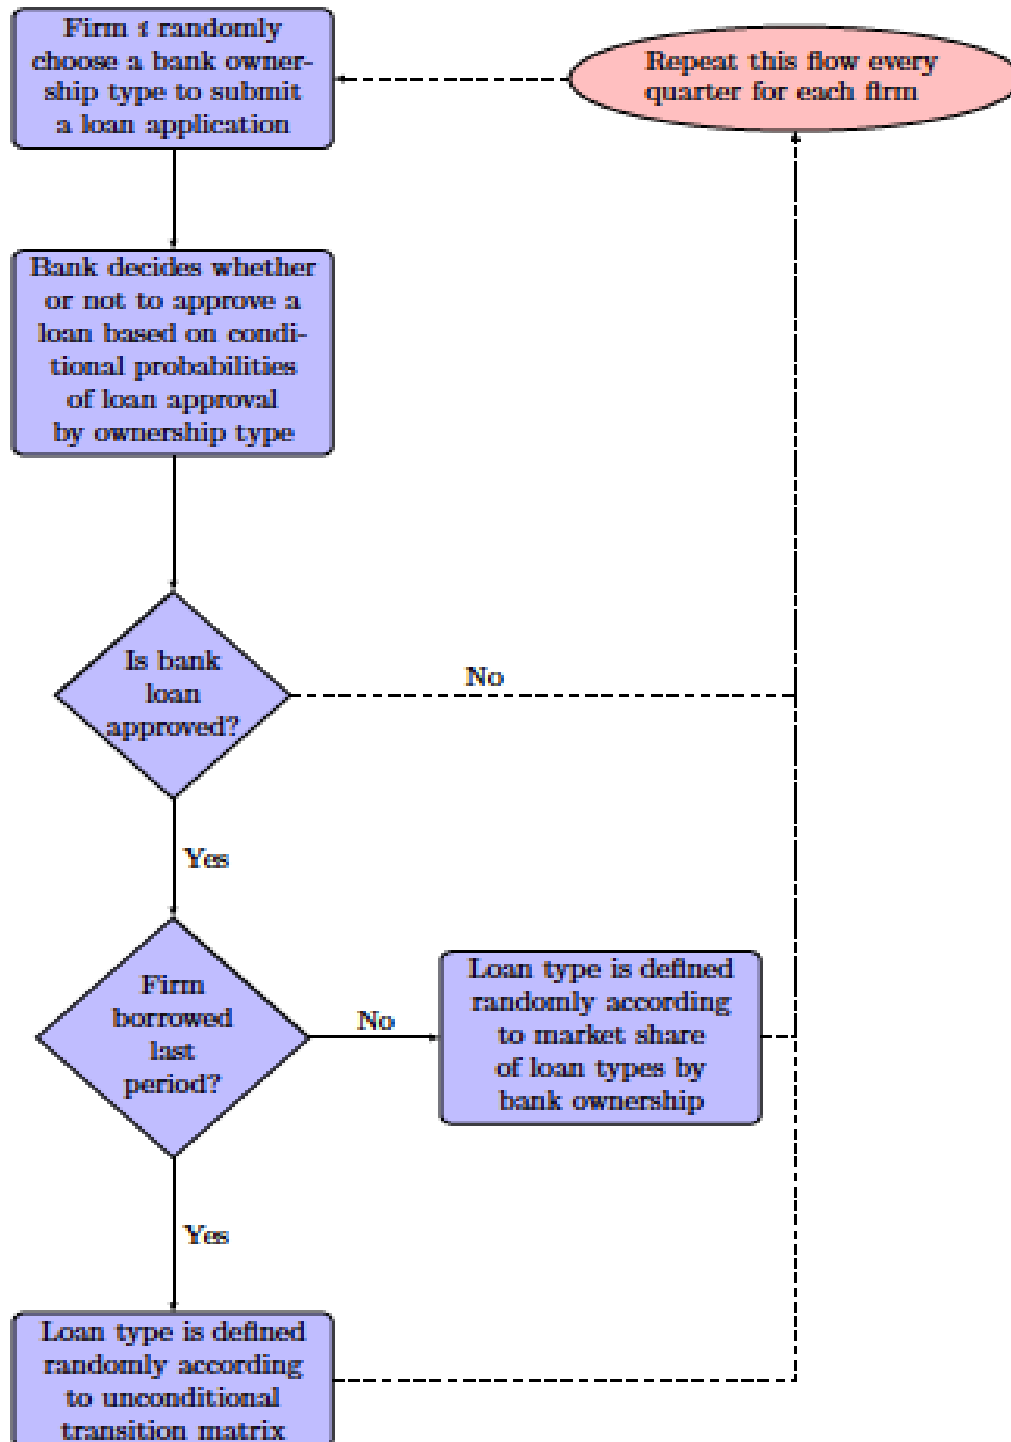 Firm i randomly
choose a bank owner-
ship type to submit
a loan application
Repeat this flow every
quarter for each firm
Bank decides whether
or not to approve a
loan based on condi-
tional probabilities
of loan approval
by ownership type
Is bank
loan
approved?
No
Yes
Firm
borrowed
last
period?
No
Loan type is defined
randomly according
to market share
of loan types by
bank ownership
Yes
Loan type is defined
randomly according
to unconditional
transition matrix